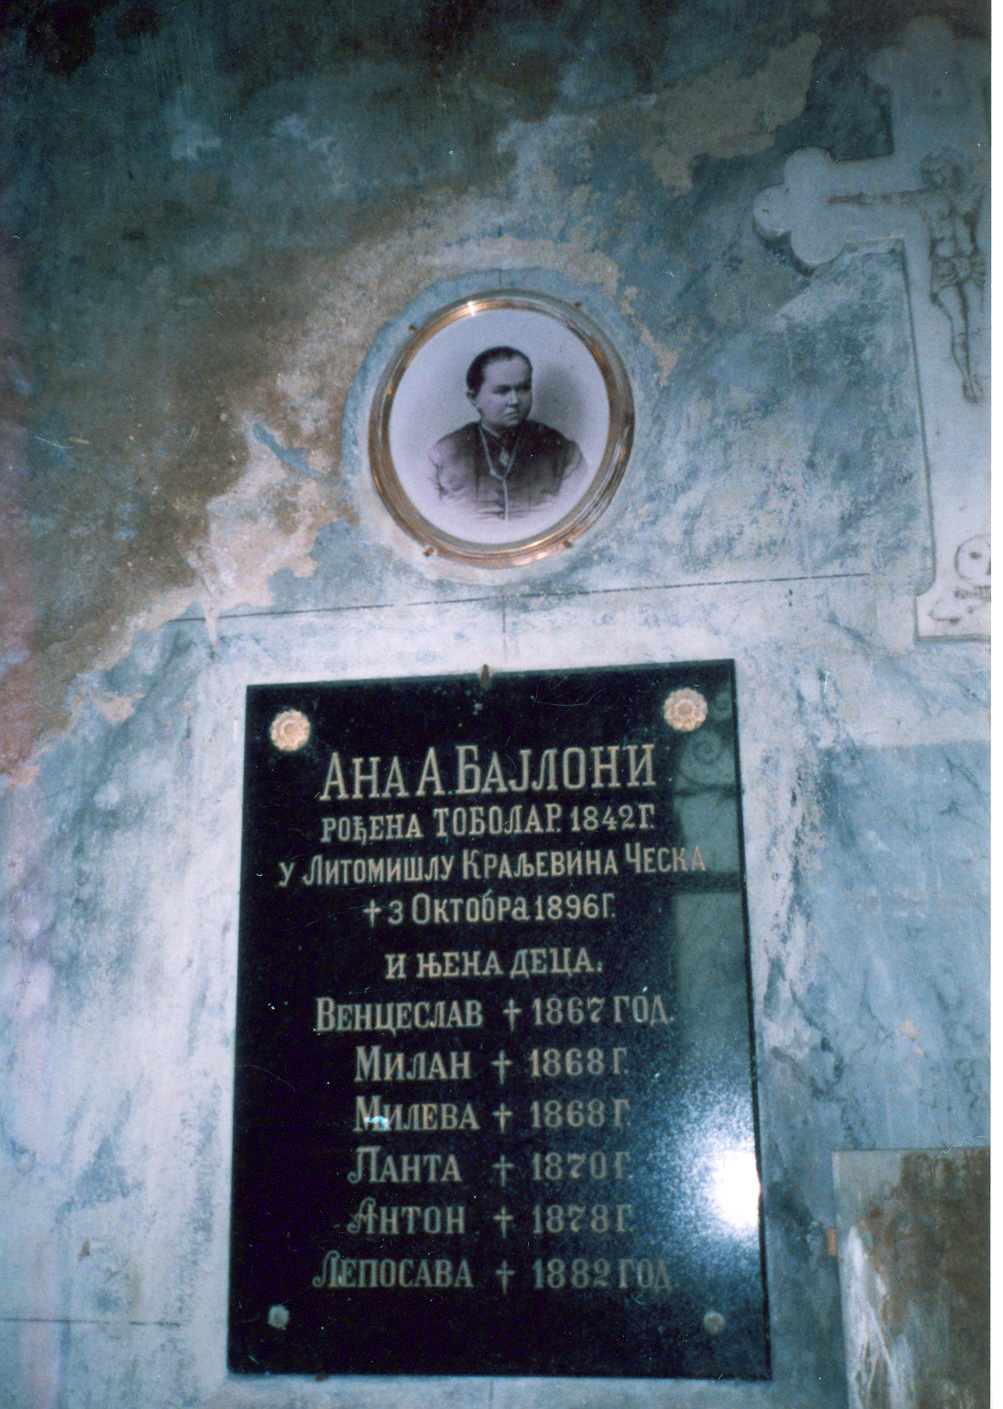 АНА А. БАЈЛОНИ
РОЂЕНА ТОБОЛАР 1842 Г.
У ЛИТОМИШЛУ КРАЉЕВИНА ЧЕСКА
+ 3 ОКТОБРА 1896 Г.
И ЊЕНА ДЕЦА.
ВЕНЦЕСЛАВ + 1867 ГОД.
МИЛАН + 1868 Г.
МИЛЕВА + 1868 Г.
ЛАНТА + 1870 Г.
АНТОН + 1878 Г.
ЛЕПОСАВА + 1882 ГОД.